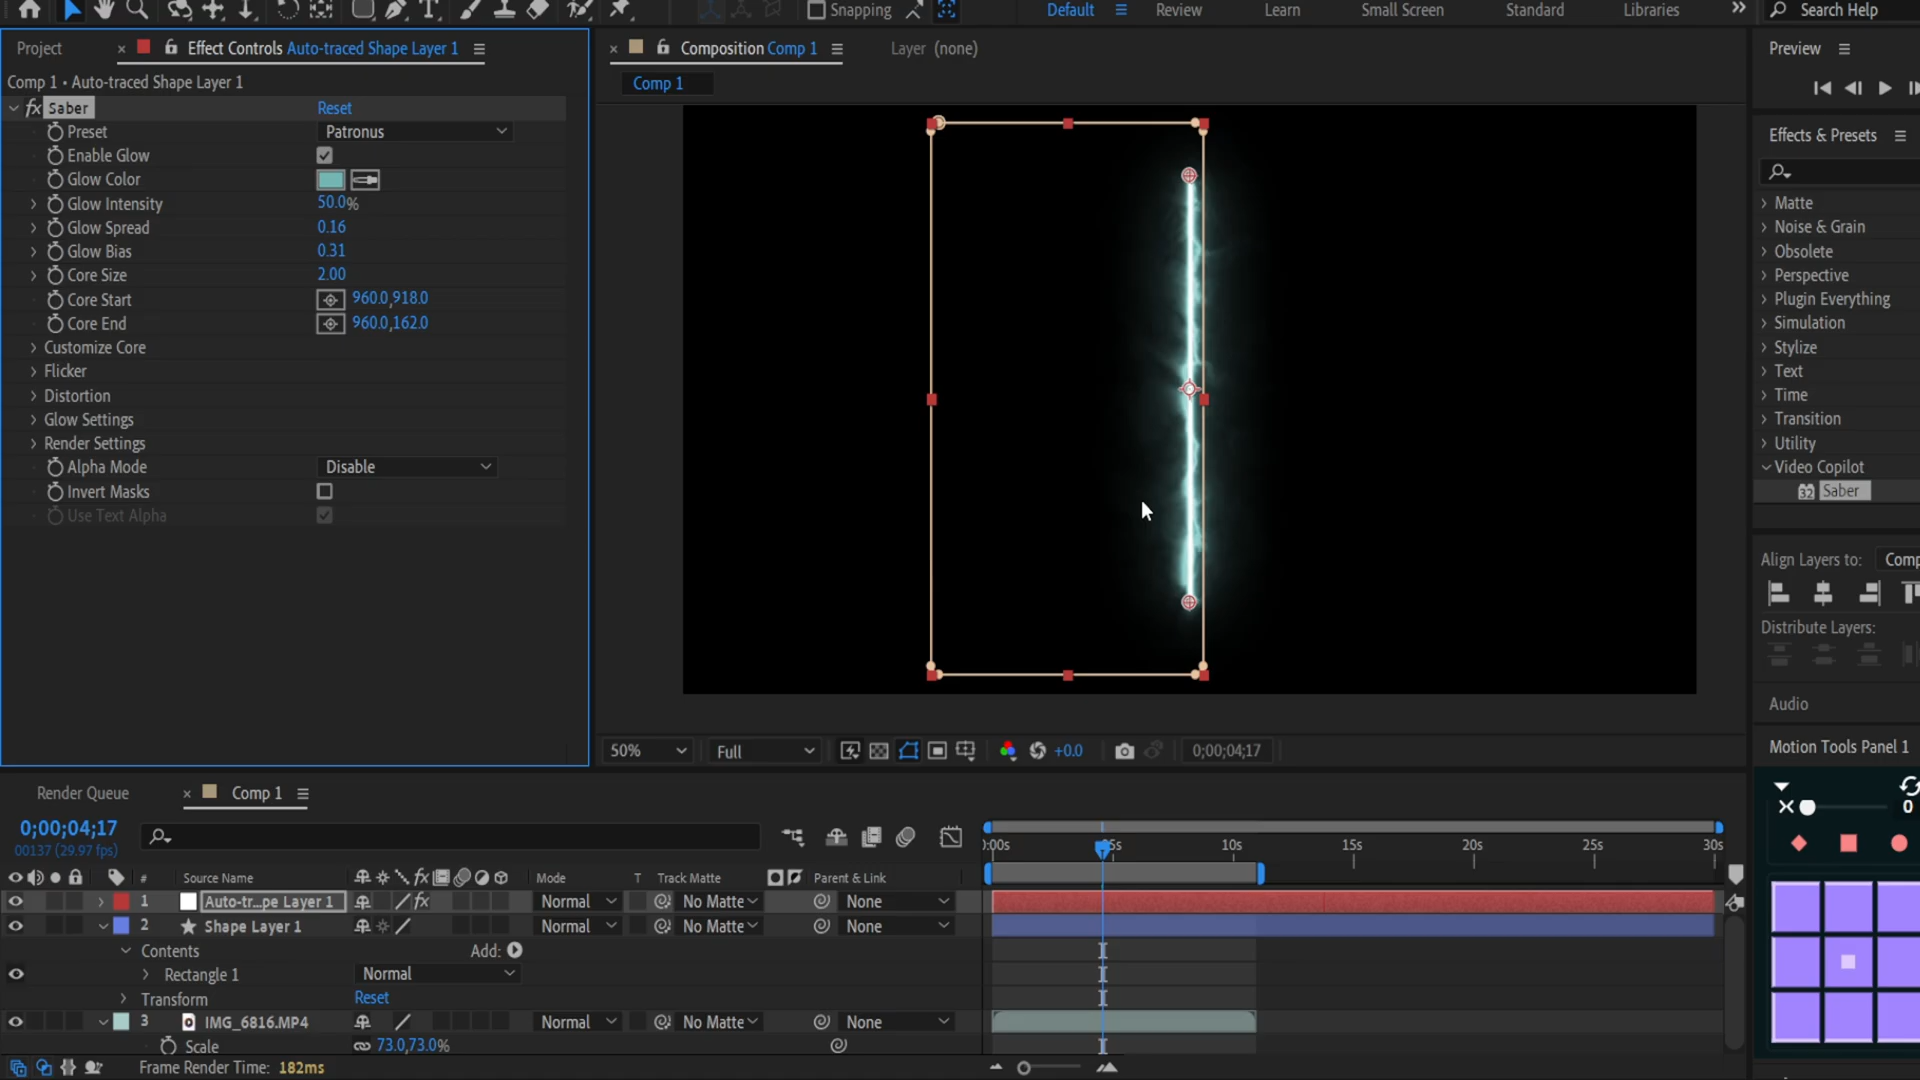 Snapping
Default
Review
Learn
Small Screen
Standard
Libraries
Search Help
Project
Effect Controls Auto-traced Shape Layer 1
Composition Comp 1
Layer (none)
Preview
Comp 1 • Auto-traced Shape Layer 1
Comp 1
fx Saber Reset
Preset Patronus
Enable Glow
Glow Color
Glow Intensity 50.0%
Glow Spread 0.16
Glow Bias 0.31
Core Size 2.00
Core Start 960.0,918.0
Core End 960.0,162.0
Customize Core
Flicker
Distortion
Glow Settings
Render Settings
Alpha Mode Disable
Invert Masks
Use Text Alpha
Effects & Presets
Matte
Noise & Grain
Obsolete
Perspective
Plugin Everything
Simulation
Stylize
Text
Time
Transition
Utility
Video Copilot
32 Saber
Align Layers to: Comp
Distribute Layers:
Audio
Motion Tools Panel 1
0
50%
Full
+0.0
0;00;04;17
Render Queue
Comp 1
0;00;04;17
00137 (29.97 fps)
):00s 05s 10s 15s 20s 25s 30s
# Source Name fx Mode T Track Matte Parent & Link
1 Auto-tr...pe Layer 1 fx Normal No Matte None
2 Shape Layer 1 Normal No Matte None
Contents Add:
Rectangle 1 Normal
Transform Reset
3 IMG_6816.MP4 Normal No Matte None
Scale 73.0,73.0%
Frame Render Time: 182ms